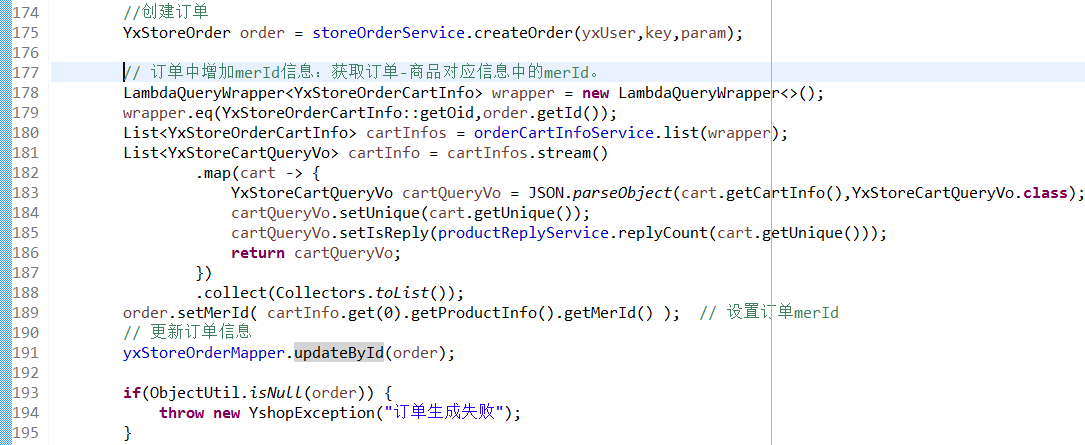 174 //创建订单
175 YxStoreOrder order = storeOrderService.createOrder(yxUser,key,param);
176
177 // 订单中增加merId信息：获取订单-商品对应信息中的merId。
178 LambdaQueryWrapper<YxStoreOrderCartInfo> wrapper = new LambdaQueryWrapper<>();
179 wrapper.eq(YxStoreOrderCartInfo::getOid,order.getId());
180 List<YxStoreOrderCartInfo> cartInfos = orderCartInfoService.list(wrapper);
181 List<YxStoreCartQueryVo> cartInfo = cartInfos.stream()
182 .map(cart -> {
183 YxStoreCartQueryVo cartQueryVo = JSON.parseObject(cart.getCartInfo(),YxStoreCartQueryVo.class);
184 cartQueryVo.setUnique(cart.getUnique());
185 cartQueryVo.setIsReply(productReplyService.replyCount(cart.getUnique()));
186 return cartQueryVo;
187 })
188 .collect(Collectors.toList());
189 order.setMerId( cartInfo.get(0).getProductInfo().getMerId() ); // 设置订单merId
190 // 更新订单信息
191 yxStoreOrderMapper.updateById(order);
192
193 if(ObjectUtil.isNull(order)) {
194 throw new YshopException("订单生成失败");
195 }